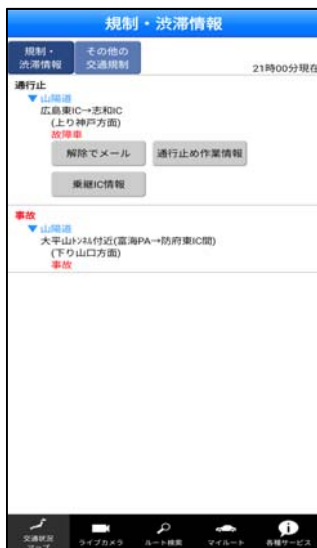 規制・渋滞情報
規制・
渋滞情報
その他の
交通規制
21時00分現在
通行止
▼山陽道
広島東IC→志和IC
(上り神戸方面)
故障車
解除でメール
通行止め作業情報
乗継IC情報
事故
▼山陽道
大平山トンネル付近(富海PA→防府東IC間)
(下り山口方面)
事故
交通状況
マップ
ライブカメラ
ルート検索
マイルート
各種サービス